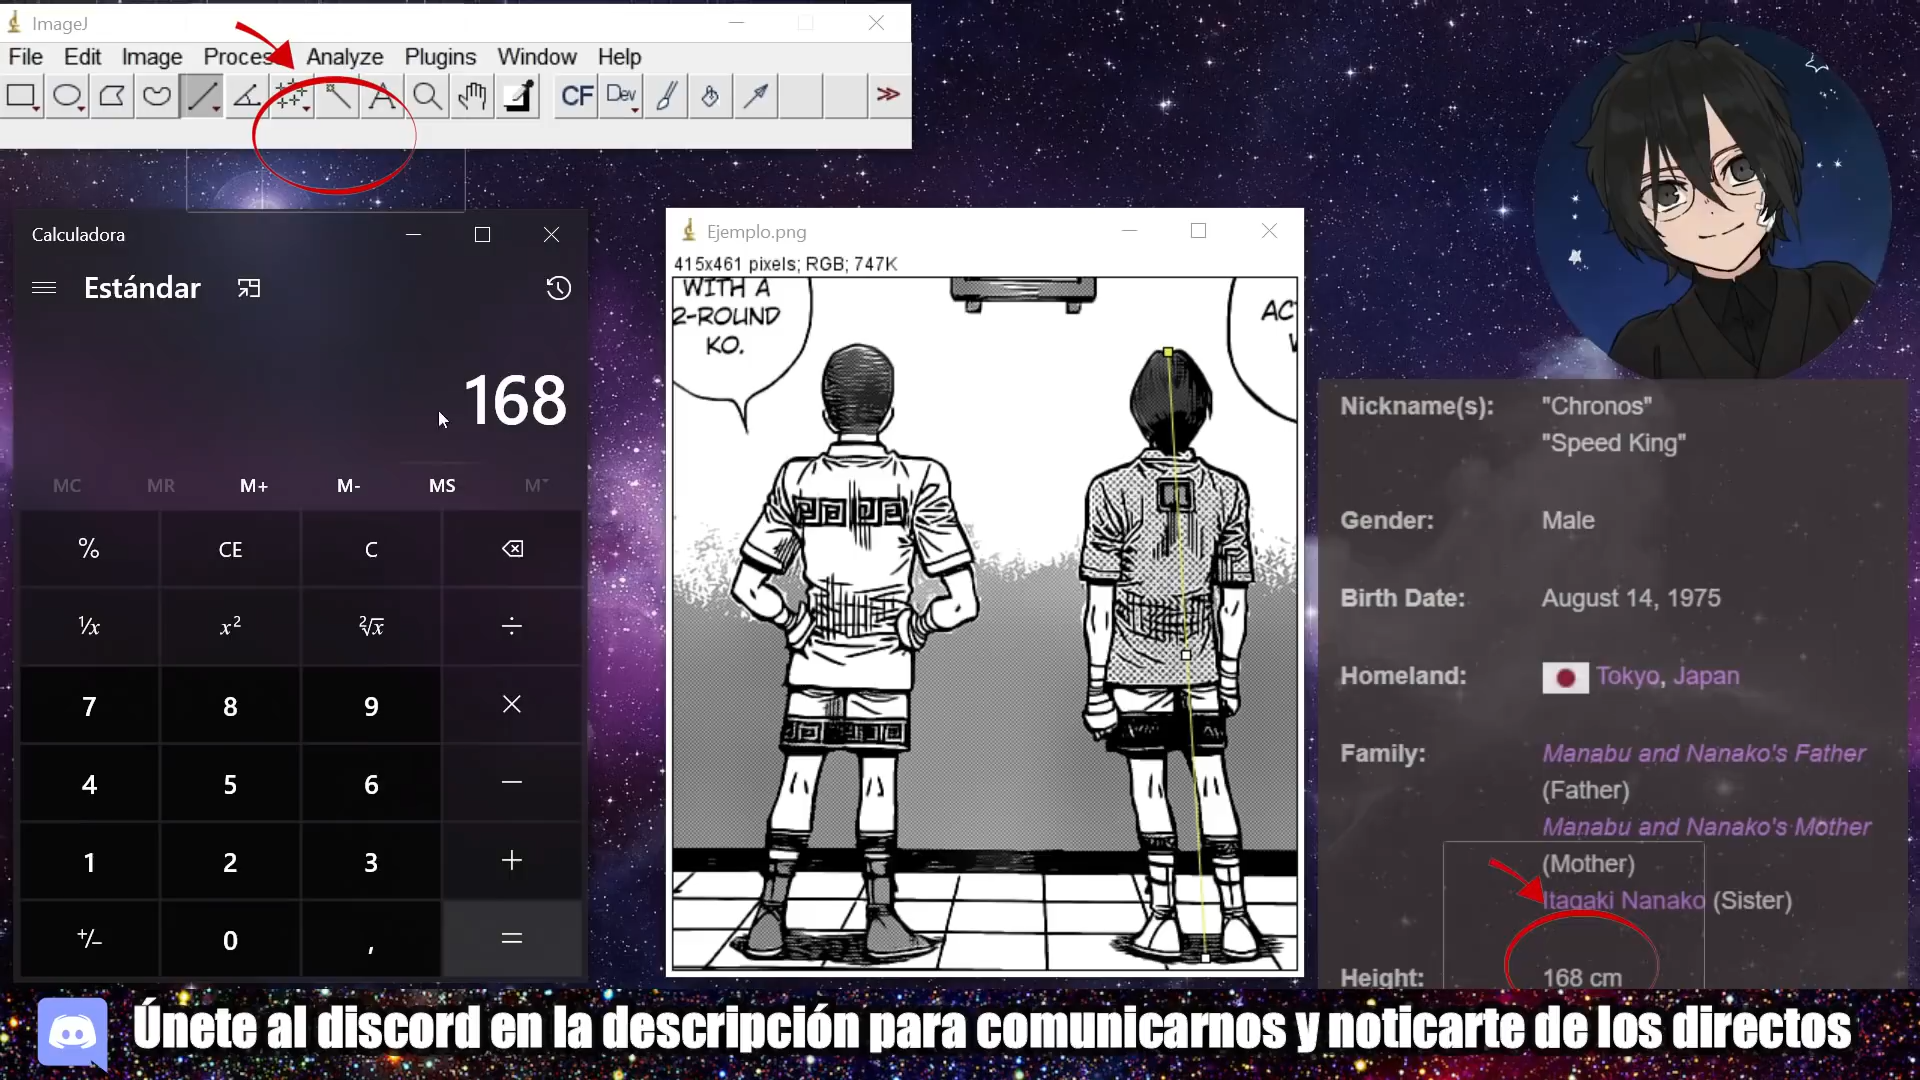 ImageJ
File Edit Image Process Analyze Plugins Window Help
CF Dev
Calculadora
Estándar
168
MC MR M+ M- MS
% CE C
7 8 9 ×
4 5 6 −
1 2 3 +
+/− 0 , =
Ejemplo.png
415x461 pixels; RGB; 747K
WITH A
2-ROUND
KO.
Nickname(s): "Chronos"
"Speed King"
Gender: Male
Birth Date: August 14, 1975
Homeland: Tokyo, Japan
Family: Manabu and Nanako's Father
(Father)
Manabu and Nanako's Mother
(Mother)
Itagaki Nanako (Sister)
Height: 168 cm
Únete al discord en la descripción para comunicarnos y noticarte de los directos